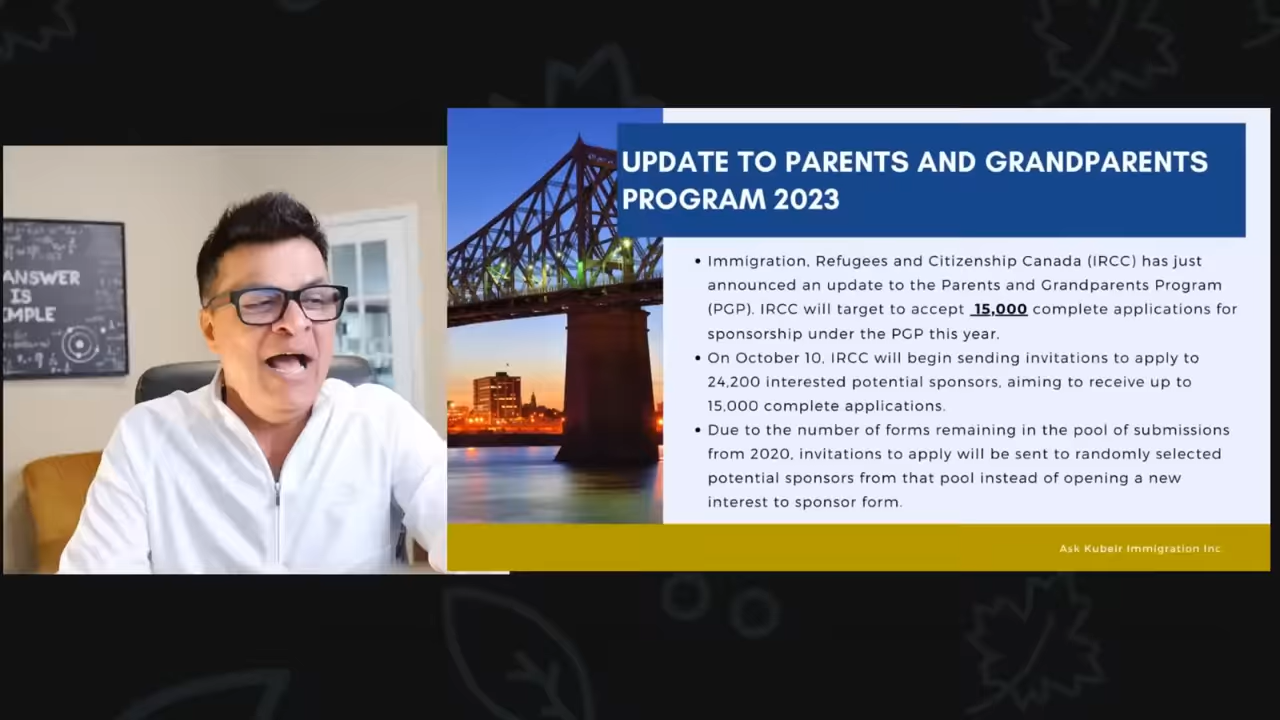 ANSWER
IS
UPDATE TO PARENTS AND GRANDPARENTS
PROGRAM 2023
• Immigration, Refugees and Citizenship Canada (IRCC) has just
announced an update to the Parents and Grandparents Program
(PGP). IRCC will target to accept 15,000 complete applications for
sponsorship under the PGP this year.
• On October 10, IRCC will begin sending invitations to apply to
24,200 interested potential sponsors, aiming to receive up to
15,000 complete applications.
• Due to the number of forms remaining in the pool of submissions
from 2020, invitations to apply will be sent to randomly selected
potential sponsors from that pool instead of opening a new
interest to sponsor form.
Ask Kubeir Immigration Inc.